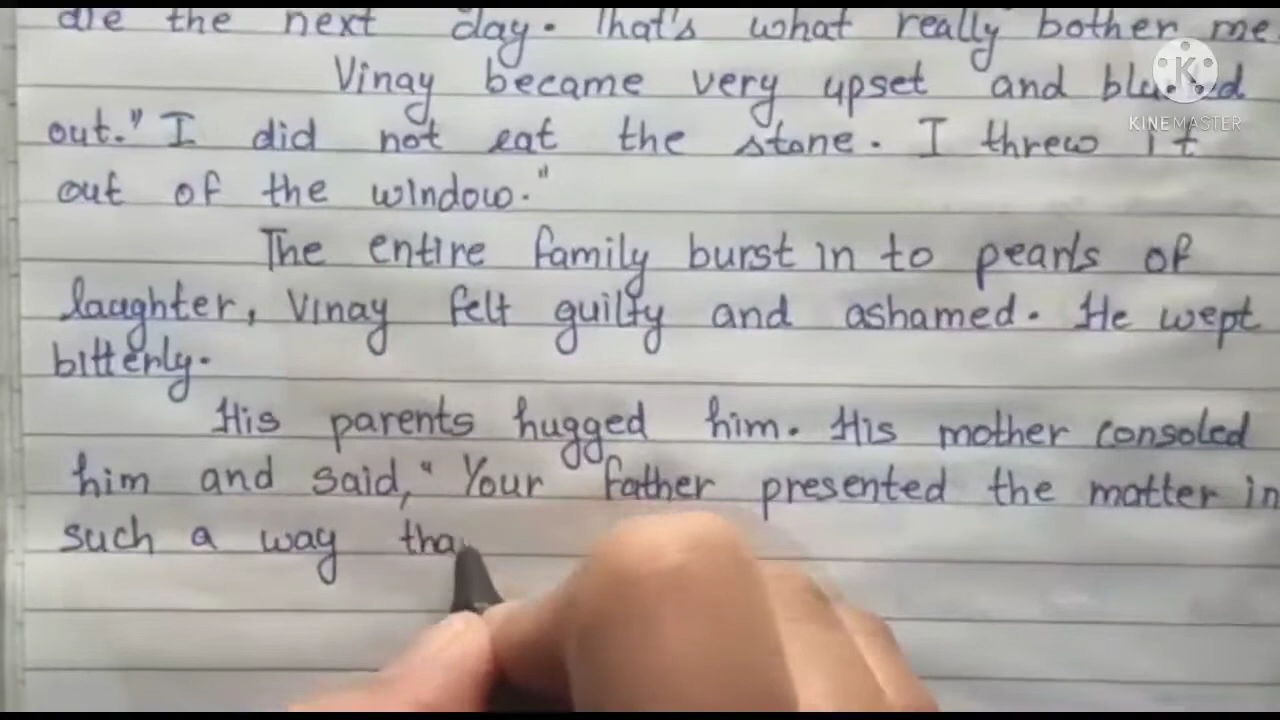 die the next day. That's what really bother me.
Vinay became very upset and
out." I did not eat the stone. I threw it
out of the window."
The entire family burst in to pearls of
laughter, Vinay felt guilty and ashamed. He wept
bitterly.
His parents hugged him. His mother consoled
him and said, "Your father presented the matter in
such a way tha
K
KINEMASTER